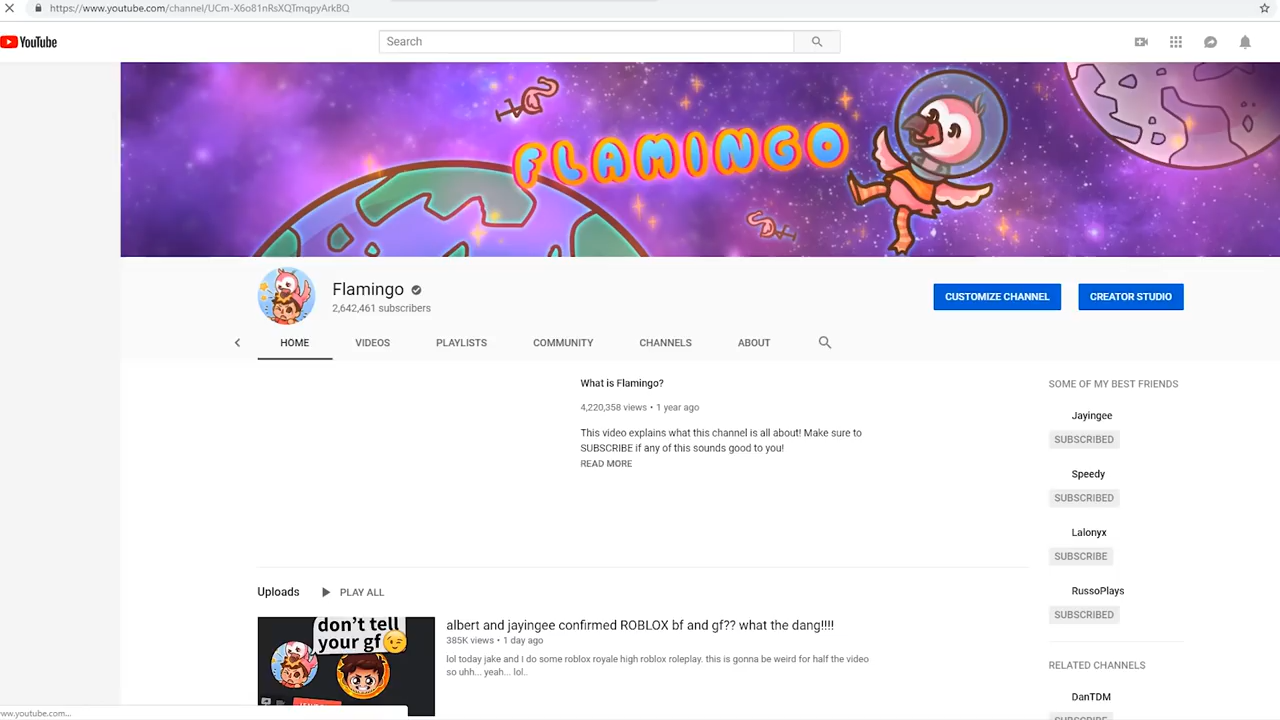 https://www.youtube.com/channel/UCm-X6o81nRsXQTmqpyArkBQ
YouTube
Search
FLAMINGO
Flamingo
2,642,461 subscribers
CUSTOMIZE CHANNEL
CREATOR STUDIO
HOME
VIDEOS
PLAYLISTS
COMMUNITY
CHANNELS
ABOUT
What is Flamingo?
4,220,358 views • 1 year ago
This video explains what this channel is all about! Make sure to
SUBSCRIBE if any of this sounds good to you!
READ MORE
SOME OF MY BEST FRIENDS
Jayingee
SUBSCRIBED
Speedy
SUBSCRIBED
Lalonyx
SUBSCRIBE
RussoPlays
SUBSCRIBED
RELATED CHANNELS
DanTDM
Uploads
PLAY ALL
don't tell
your gf
albert and jayingee confirmed ROBLOX bf and gf?? what the dang!!!!
385K views • 1 day ago
lol today jake and I do some roblox royale high roblox roleplay. this is gonna be weird for half the video
so uhh... yeah... lol..
ww.youtube.com...